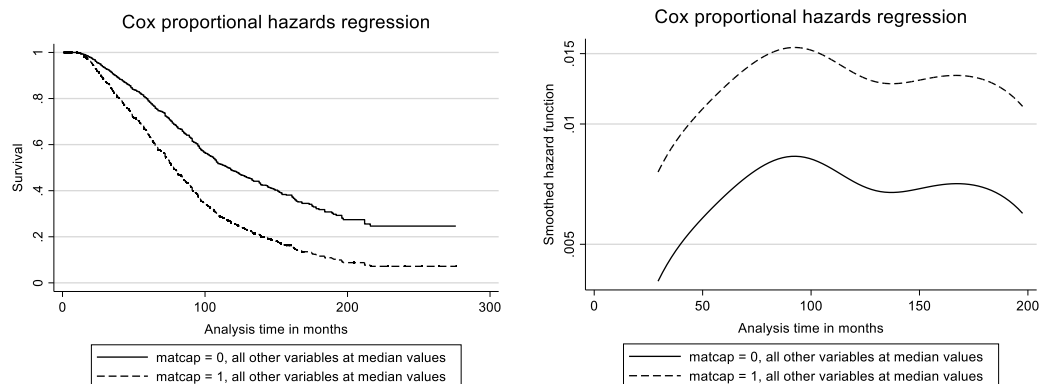 Cox proportional hazards regression
Survival
1
.8
.6
.4
.2
0
0 100 200 300
Analysis time in months
matcap = 0, all other variables at median values
matcap = 1, all other variables at median values
Cox proportional hazards regression
Smoothed hazard function
.015
.01
.005
0 50 100 150 200
Analysis time in months
matcap = 0, all other variables at median values
matcap = 1, all other variables at median values